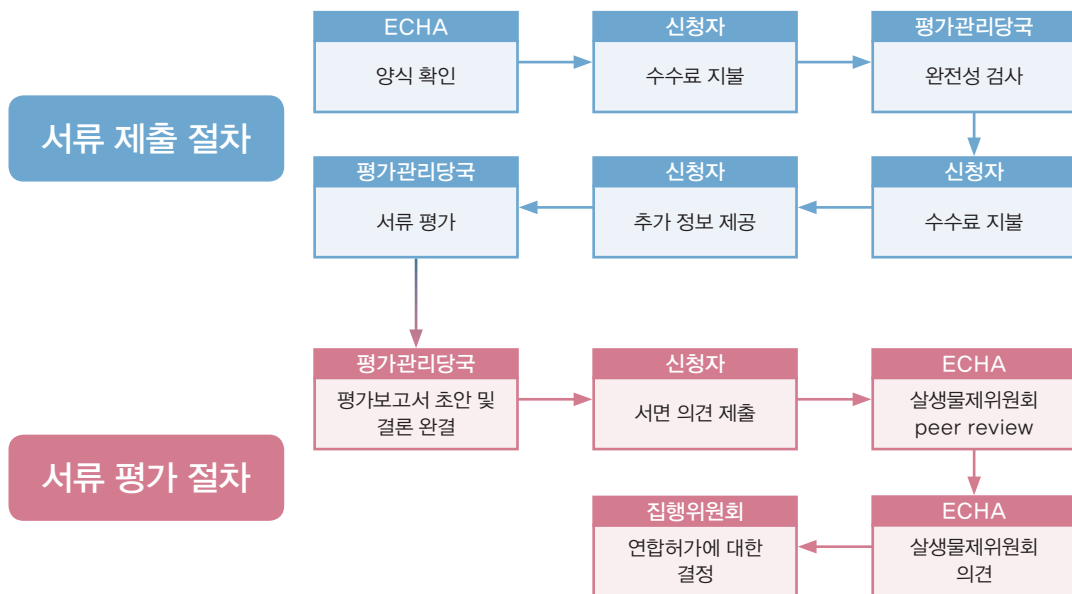 ECHA
양식 확인
신청자
수수료 지불
평가관리당국
완전성 검사
서류 제출 절차
신청자
수수료 지불
신청자
추가 정보 제공
평가관리당국
서류 평가
평가관리당국
평가보고서 초안 및
결론 완결
신청자
서면 의견 제출
ECHA
살생물제위원회
peer review
서류 평가 절차
ECHA
살생물제위원회
의견
집행위원회
연합허가에 대한
결정